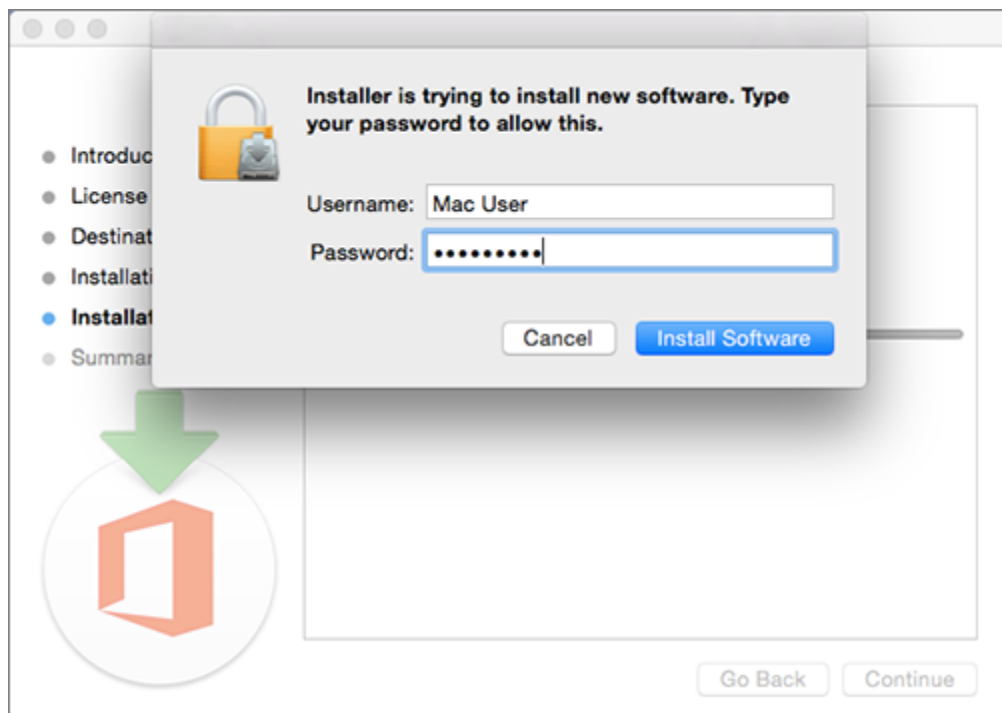 Installer is trying to install new software. Type
your password to allow this.
Username: Mac User
Password: •••••••••
Cancel
Install Software
Introduc
License
Destinat
Installati
Installat
Summar
Go Back
Continue